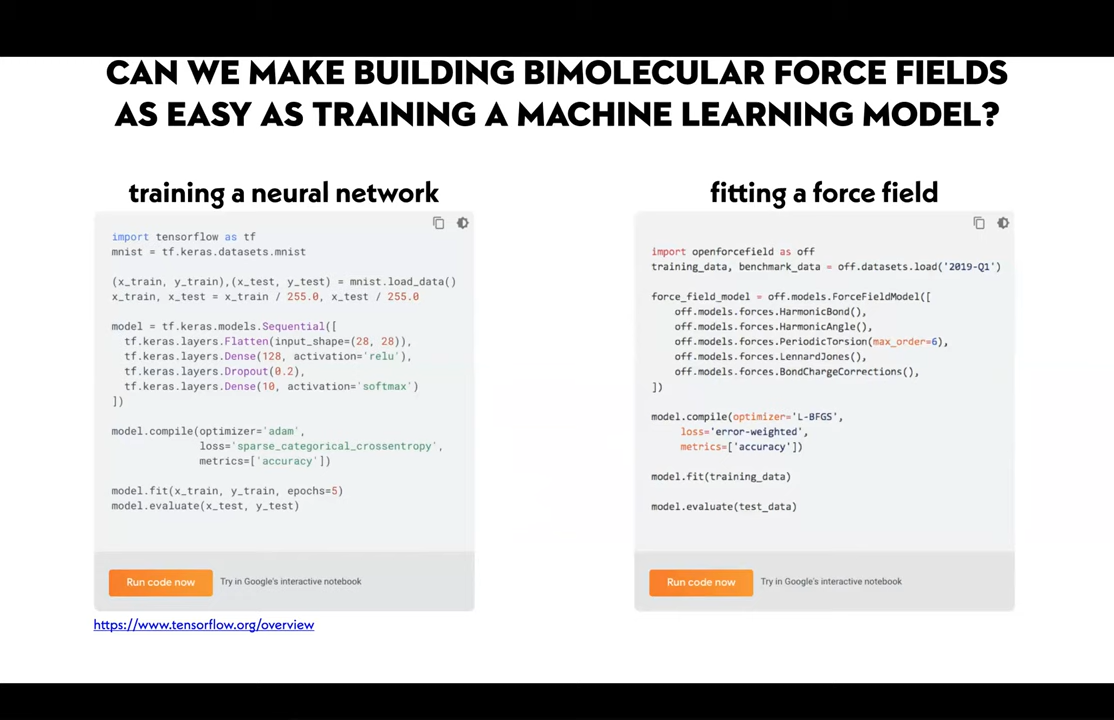 CAN WE MAKE BUILDING BIMOLECULAR FORCE FIELDS
AS EASY AS TRAINING A MACHINE LEARNING MODEL?
training a neural network
import tensorflow as tf
mnist = tf.keras.datasets.mnist
(x_train, y_train),(x_test, y_test) = mnist.load_data()
x_train, x_test = x_train / 255.0, x_test / 255.0
model = tf.keras.models.Sequential([
  tf.keras.layers.Flatten(input_shape=(28, 28)),
  tf.keras.layers.Dense(128, activation='relu'),
  tf.keras.layers.Dropout(0.2),
  tf.keras.layers.Dense(10, activation='softmax')
])
model.compile(optimizer='adam',
              loss='sparse_categorical_crossentropy',
              metrics=['accuracy'])
model.fit(x_train, y_train, epochs=5)
model.evaluate(x_test, y_test)
Run code now
Try in Google's interactive notebook
https://www.tensorflow.org/overview
fitting a force field
import openforcefield as off
training_data, benchmark_data = off.datasets.load('2019-Q1')
force_field_model = off.models.ForceFieldModel([
    off.models.forces.HarmonicBond(),
    off.models.forces.HarmonicAngle(),
    off.models.forces.PeriodicTorsion(max_order=6),
    off.models.forces.LennardJones(),
    off.models.forces.BondChargeCorrections(),
])
model.compile(optimizer='L-BFGS',
     loss='error-weighted',
     metrics=['accuracy'])
model.fit(training_data)
model.evaluate(test_data)
Run code now
Try in Google's interactive notebook